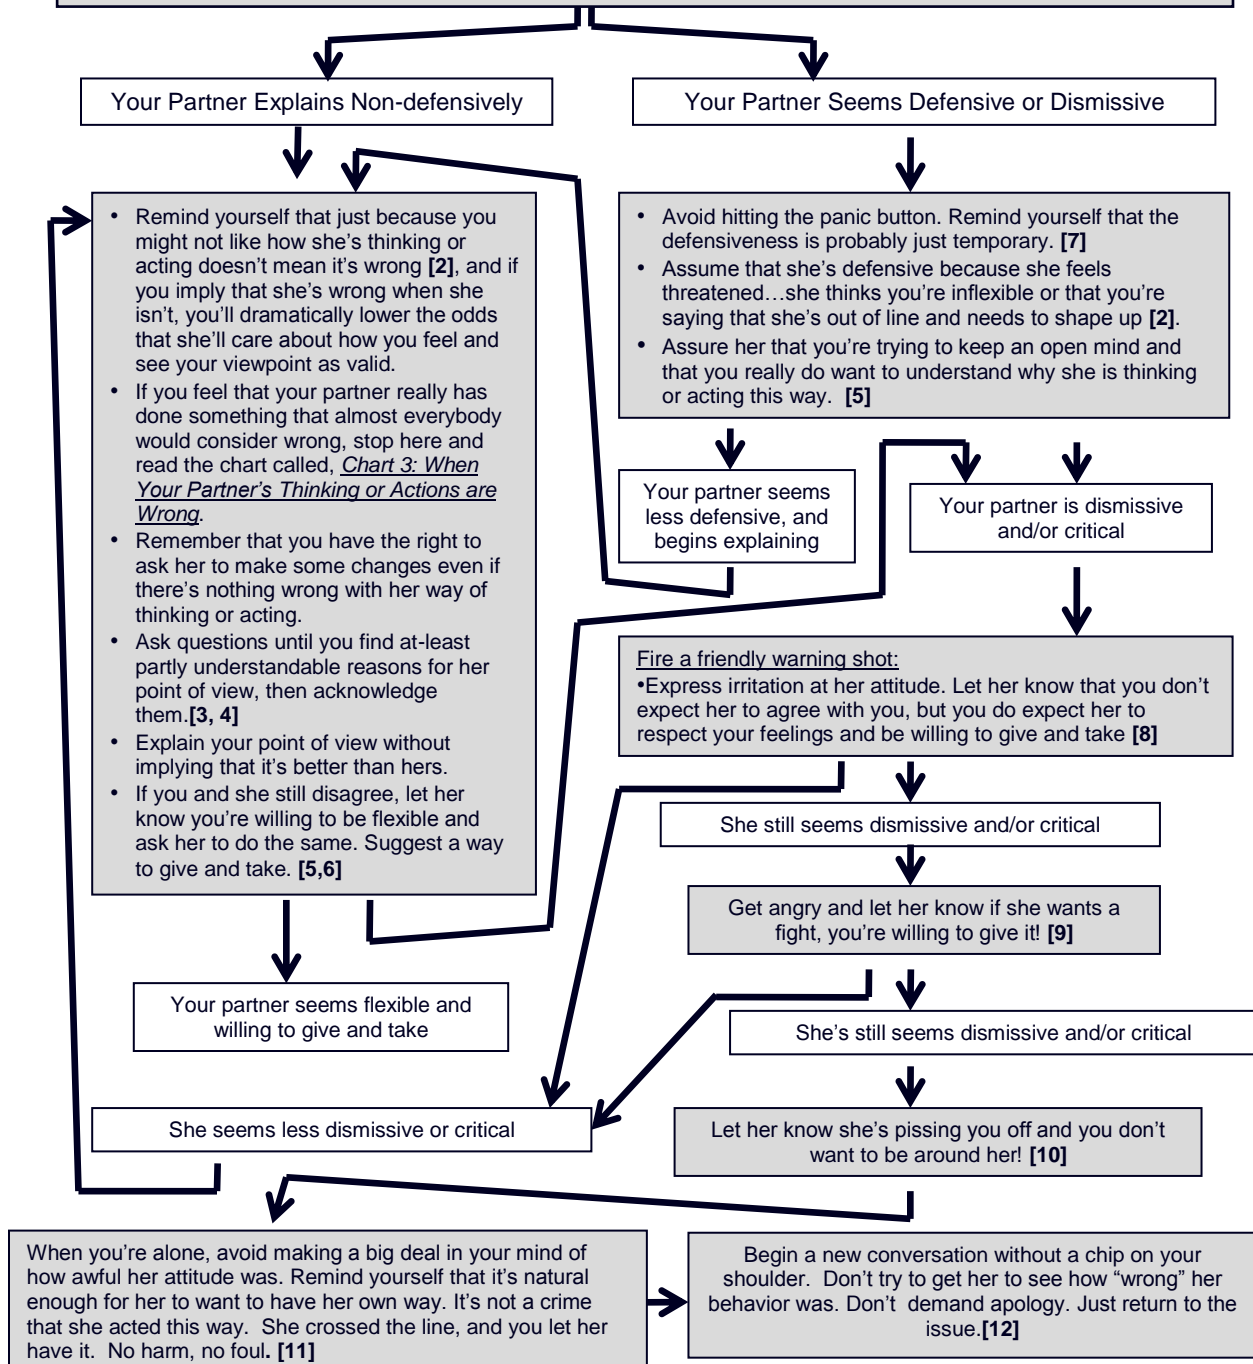 Your Partner Explains Non-defensively
Your Partner Seems Defensive or Dismissive
• Remind yourself that just because you
might not like how she's thinking or
acting doesn't mean it's wrong [2], and if
you imply that she's wrong when she
isn't, you'll dramatically lower the odds
that she'll care about how you feel and
see your viewpoint as valid.
• If you feel that your partner really has
done something that almost everybody
would consider wrong, stop here and
read the chart called, Chart 3: When
Your Partner's Thinking or Actions are
Wrong.
• Remember that you have the right to
ask her to make some changes even if
there's nothing wrong with her way of
thinking or acting.
• Ask questions until you find at-least
partly understandable reasons for her
point of view, then acknowledge
them.[3, 4]
• Explain your point of view without
implying that it's better than hers.
• If you and she still disagree, let her
know you're willing to be flexible and
ask her to do the same. Suggest a way
to give and take. [5,6]
• Avoid hitting the panic button. Remind yourself that the
defensiveness is probably just temporary. [7]
• Assume that she's defensive because she feels
threatened…she thinks you're inflexible or that you're
saying that she's out of line and needs to shape up [2].
• Assure her that you're trying to keep an open mind and
that you really do want to understand why she is thinking
or acting this way. [5]
Your partner seems
less defensive, and
begins explaining
Your partner is dismissive
and/or critical
Fire a friendly warning shot:
•Express irritation at her attitude. Let her know that you don't
expect her to agree with you, but you do expect her to
respect your feelings and be willing to give and take [8]
She still seems dismissive and/or critical
Get angry and let her know if she wants a
fight, you're willing to give it! [9]
Your partner seems flexible and
willing to give and take
She's still seems dismissive and/or critical
She seems less dismissive or critical
Let her know she's pissing you off and you don't
want to be around her! [10]
When you're alone, avoid making a big deal in your mind of
how awful her attitude was. Remind yourself that it's natural
enough for her to want to have her own way. It's not a crime
that she acted this way. She crossed the line, and you let her
have it. No harm, no foul. [11]
Begin a new conversation without a chip on your
shoulder. Don't try to get her to see how "wrong" her
behavior was. Don't demand apology. Just return to the
issue.[12]